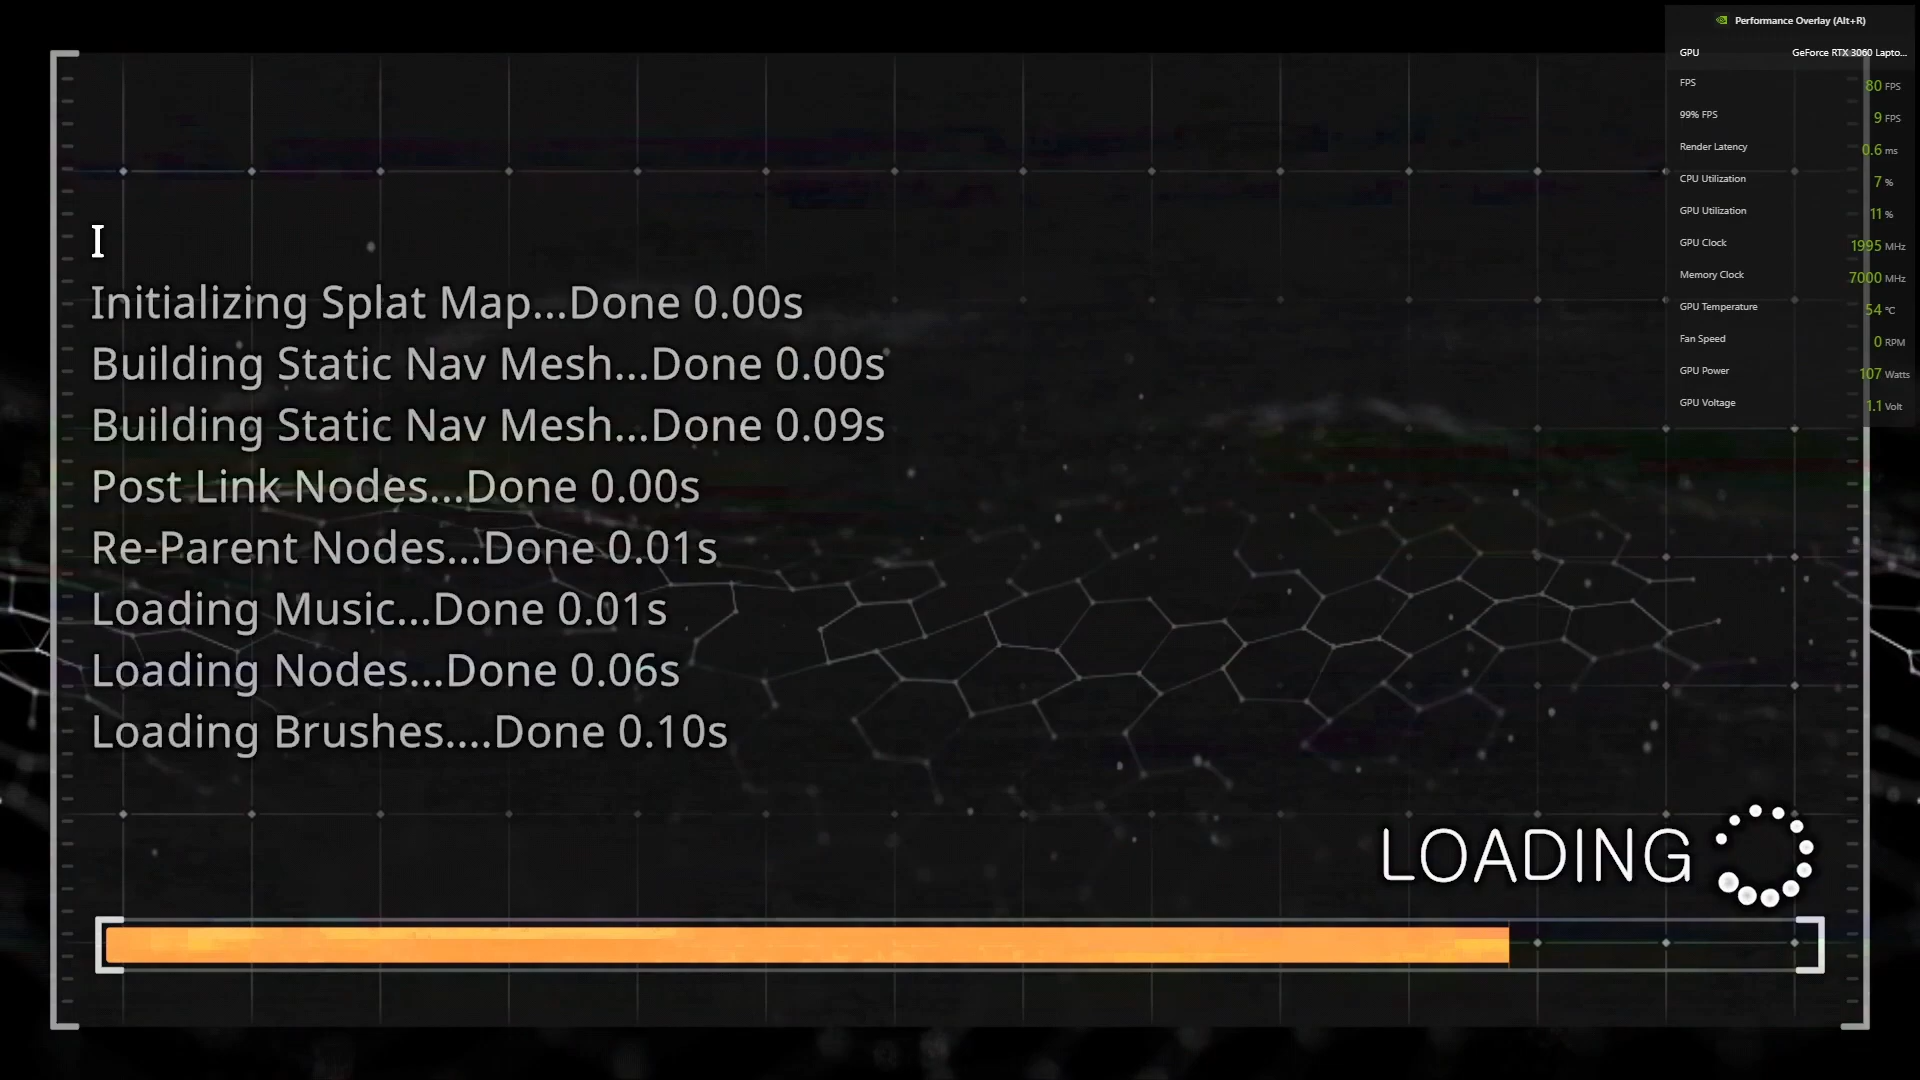 Performance Overlay (Alt+R)
GPU GeForce RTX 3060 Lapto...
FPS 80 FPS
99% FPS 9 FPS
Render Latency 0.6 ms
CPU Utilization 7 %
GPU Utilization 11 %
GPU Clock 1995 MHz
Memory Clock 7000 MHz
GPU Temperature 54 °C
Fan Speed 0 RPM
GPU Power 107 Watts
GPU Voltage 1.1 Volt
I
Initializing Splat Map...Done 0.00s
Building Static Nav Mesh...Done 0.00s
Building Static Nav Mesh...Done 0.09s
Post Link Nodes...Done 0.00s
Re-Parent Nodes...Done 0.01s
Loading Music...Done 0.01s
Loading Nodes...Done 0.06s
Loading Brushes....Done 0.10s
LOADING